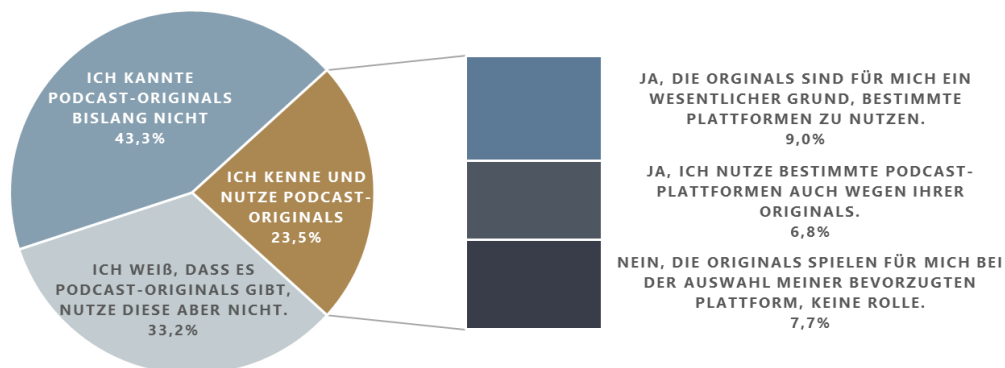 ICH KANNTE
PODCAST-ORIGINALS
BISLANG NICHT
43,3%
ICH KENNE UND
NUTZE PODCAST-
ORIGINALS
23,5%
ICH WEIß, DASS ES
PODCAST-ORIGINALS GIBT,
NUTZE DIESE ABER NICHT.
33,2%
JA, DIE ORGINALS SIND FÜR MICH EIN
WESENTLICHER GRUND, BESTIMMTE
PLATTFORMEN ZU NUTZEN.
9,0%
JA, ICH NUTZE BESTIMMTE PODCAST-
PLATTFORMEN AUCH WEGEN IHRER
ORIGINALS.
6,8%
NEIN, DIE ORIGINALS SPIELEN FÜR MICH BEI
DER AUSWAHL MEINER BEVORZUGTEN
PLATTFORM, KEINE ROLLE.
7,7%